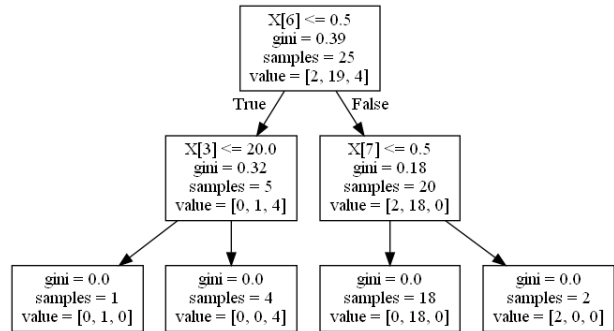 X[6] <= 0.5
gini = 0.39
samples = 25
value = [2, 19, 4]
True
False
X[3] <= 20.0
gini = 0.32
samples = 5
value = [0, 1, 4]
X[7] <= 0.5
gini = 0.18
samples = 20
value = [2, 18, 0]
gini = 0.0
samples = 1
value = [0, 1, 0]
gini = 0.0
samples = 4
value = [0, 0, 4]
gini = 0.0
samples = 18
value = [0, 18, 0]
gini = 0.0
samples = 2
value = [2, 0, 0]